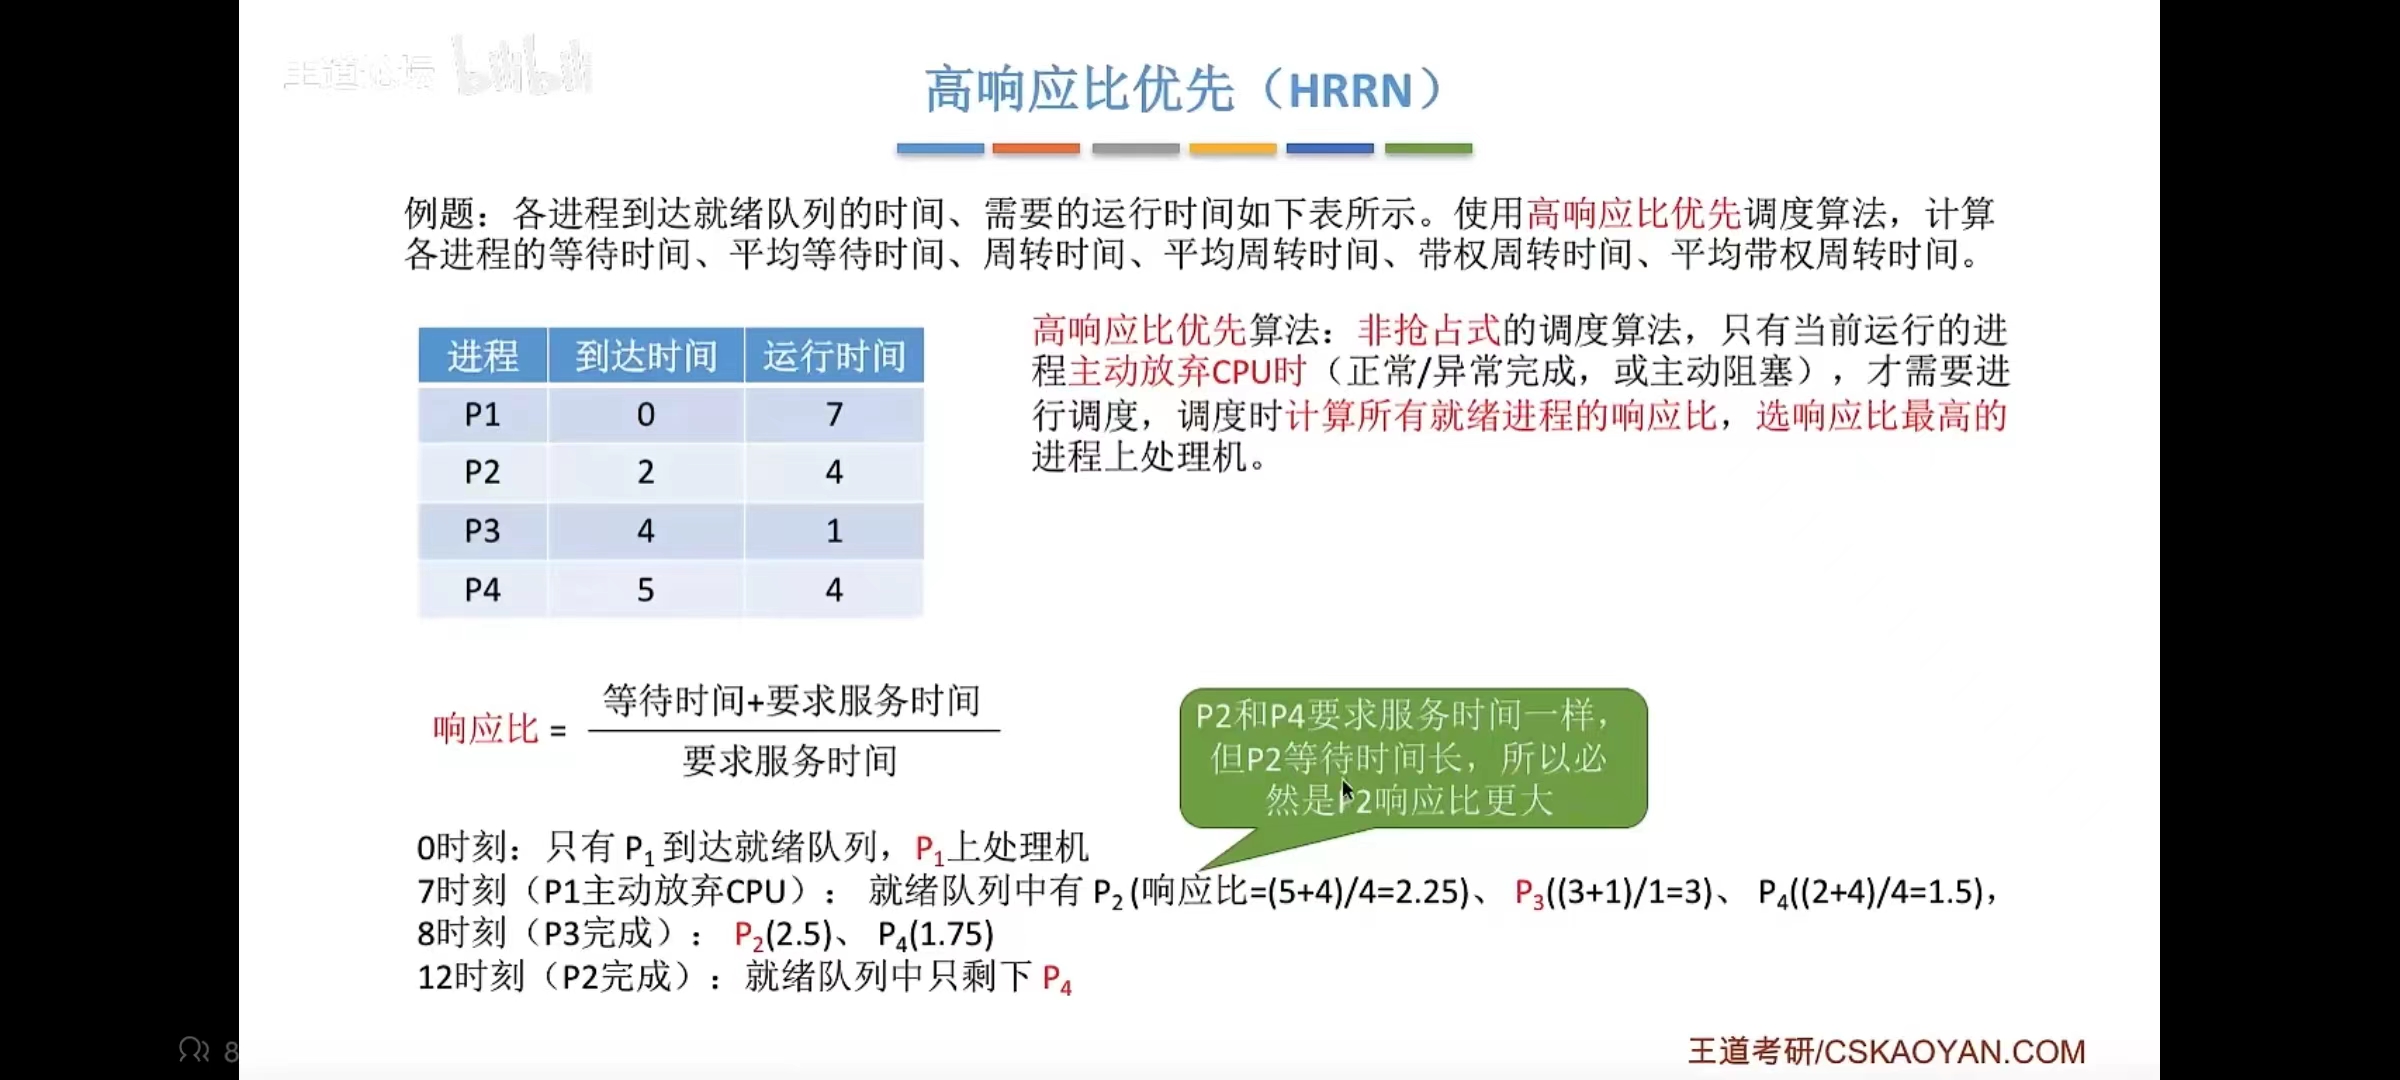 王道论坛 bilibili
高响应比优先（HRRN）
例题：各进程到达就绪队列的时间、需要的运行时间如下表所示。使用高响应比优先调度算法，计算
各进程的等待时间、平均等待时间、周转时间、平均周转时间、带权周转时间、平均带权周转时间。
进程 到达时间 运行时间
P1 0 7
P2 2 4
P3 4 1
P4 5 4
高响应比优先算法：非抢占式的调度算法，只有当前运行的进
程主动放弃CPU时（正常/异常完成，或主动阻塞），才需要进
行调度，调度时计算所有就绪进程的响应比，选响应比最高的
进程上处理机。
等待时间+要求服务时间
响应比 =
要求服务时间
P2和P4要求服务时间一样，
但P2等待时间长，所以必
然是P2响应比更大
0时刻：只有 P1 到达就绪队列，P1上处理机
7时刻（P1主动放弃CPU）： 就绪队列中有 P2 (响应比=(5+4)/4=2.25)、 P3((3+1)/1=3)、 P4((2+4)/4=1.5)，
8时刻（P3完成）： P2(2.5)、 P4(1.75)
12时刻（P2完成）：就绪队列中只剩下 P4
8
王道考研/CSKAOYAN.COM